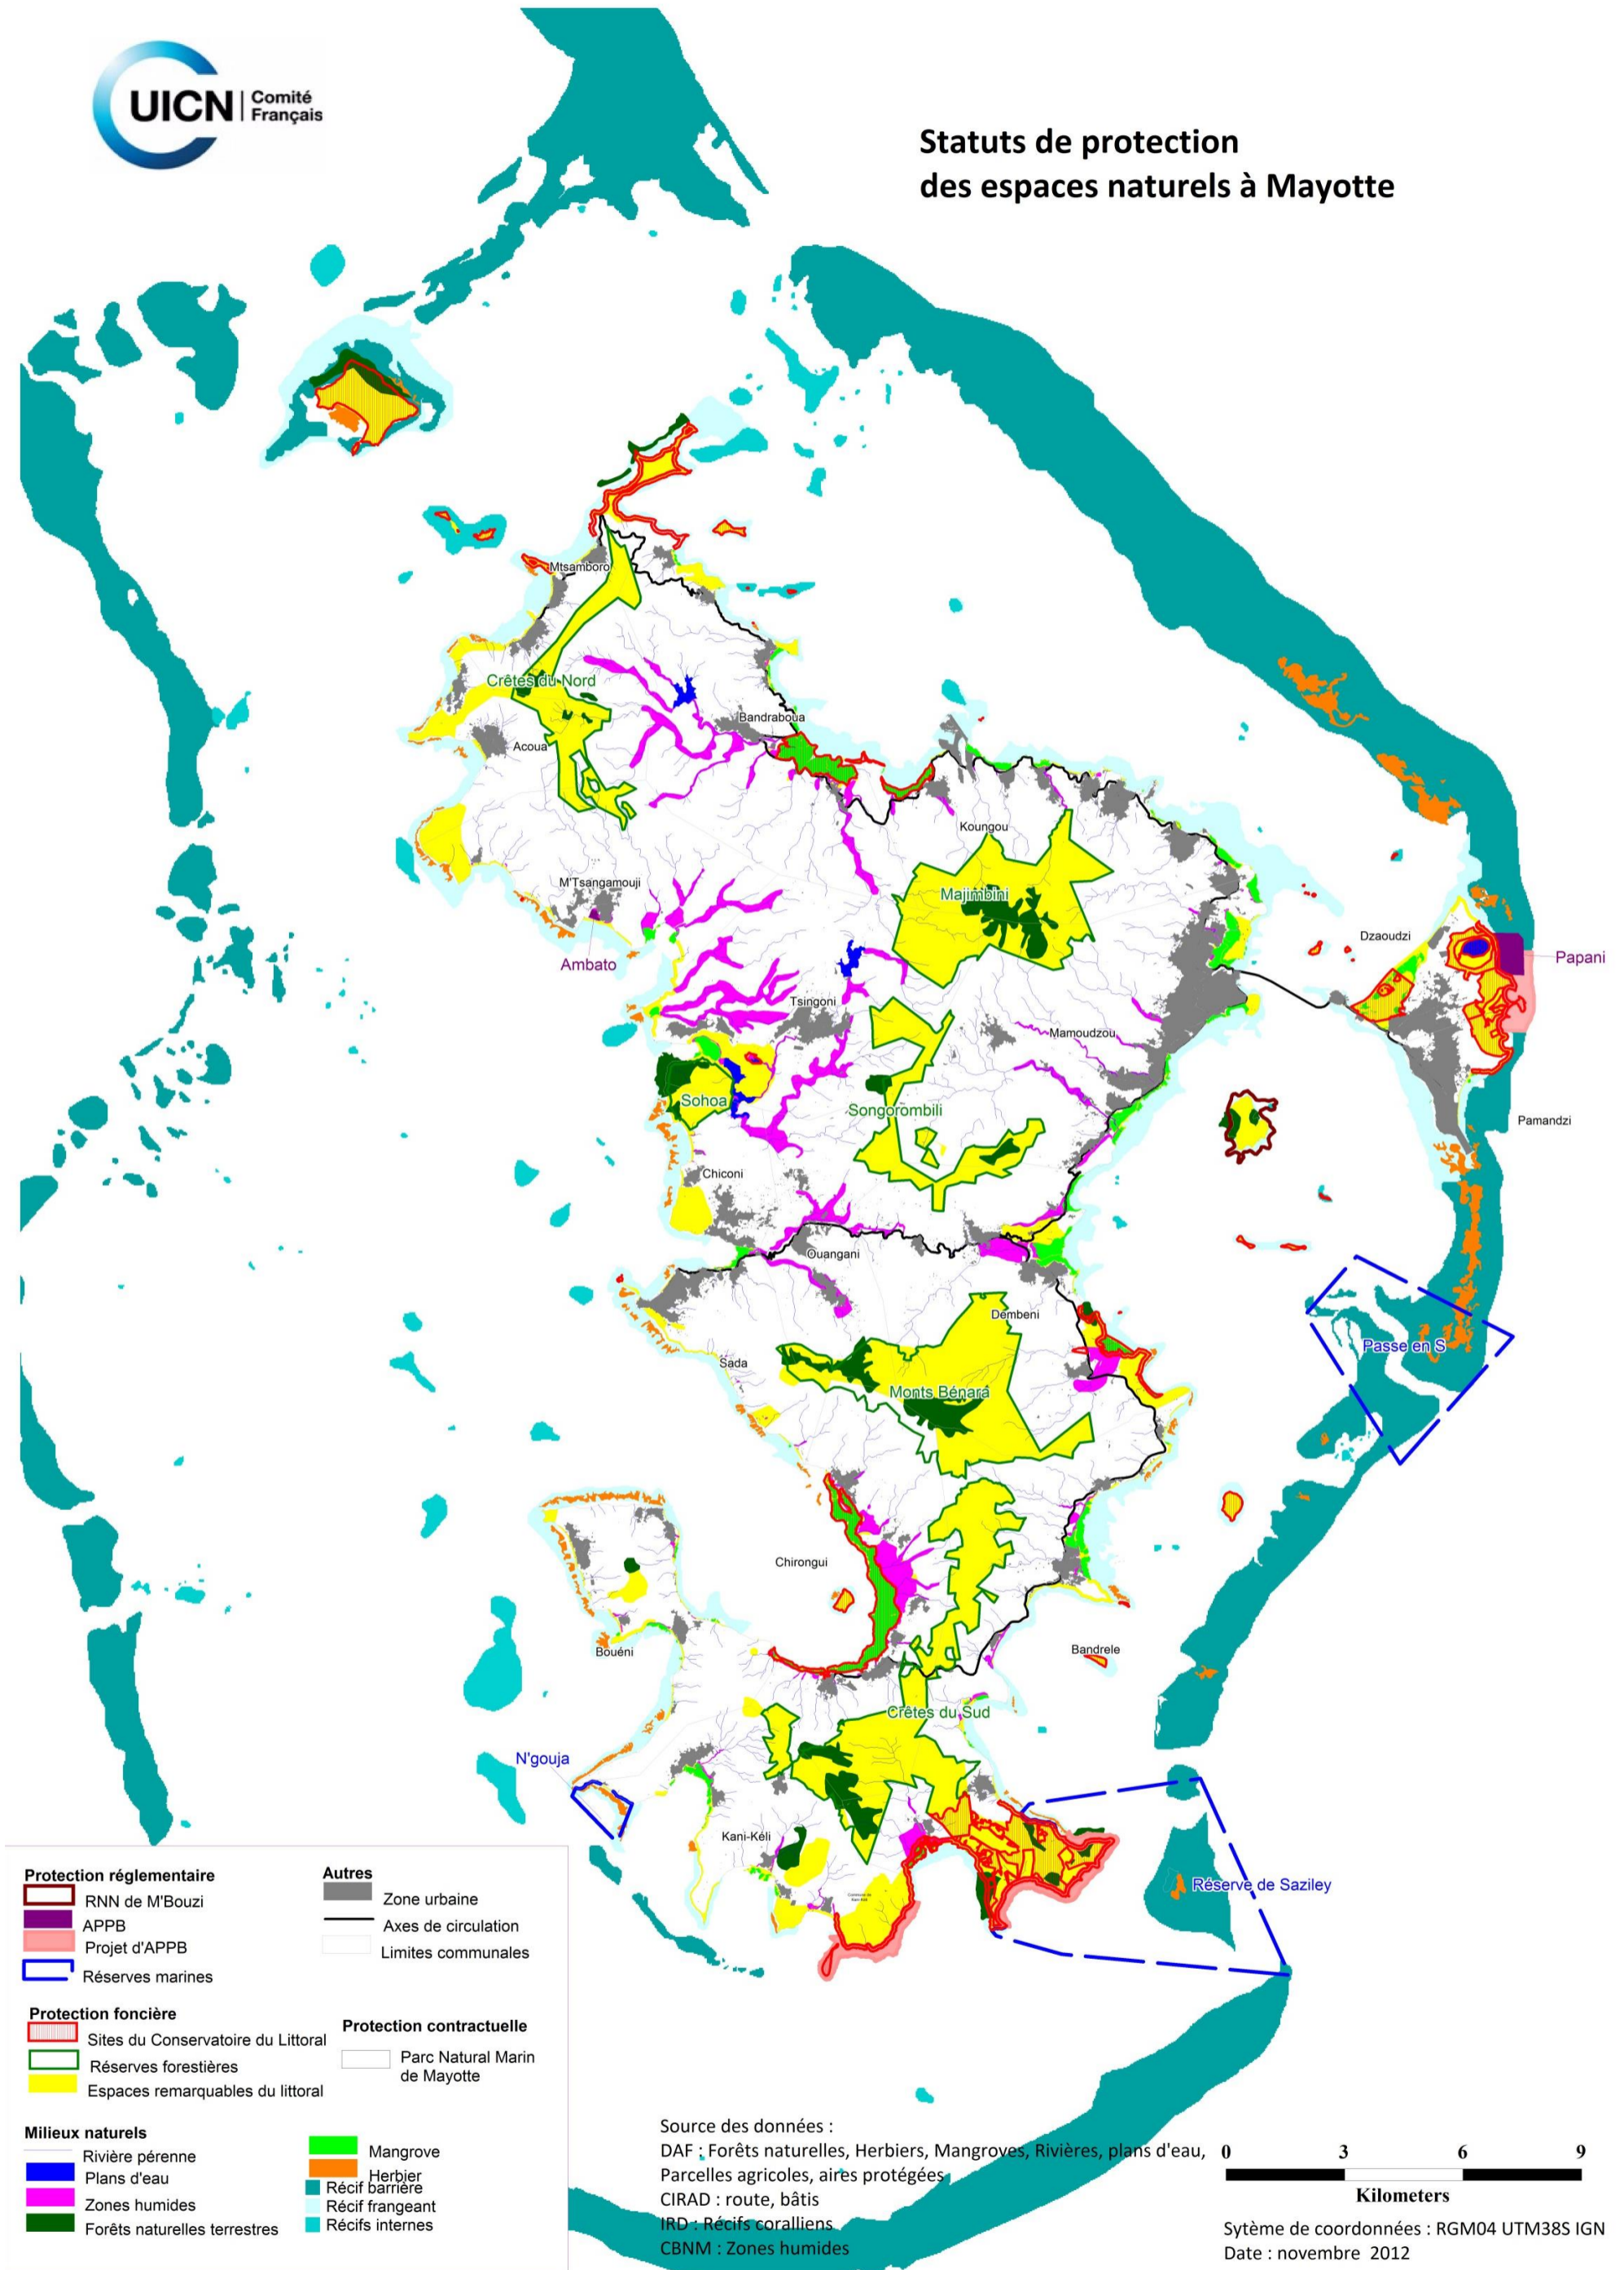 UICN Comité
Français
Statuts de protection
des espaces naturels à Mayotte
Mtsamboro
Crêtes du Nord
Bandraboua
Acoua
Koungou
M'Tsangamouji
Majimbini
Dzaoudzi
Papani
Ambato
Tsingoni
Mamoudzou
Sohoa
Songorombili
Pamandzi
Chiconi
Ouangani
Dembeni
Passe en S
Sada
Monts Bénara
Chirongui
Bouéni
Bandrele
Crêtes du Sud
N'gouja
Kani-Kéli
Réserve de Saziley
Protection réglementaire
RNN de M'Bouzi
APPB
Projet d'APPB
Réserves marines
Autres
Zone urbaine
Axes de circulation
Limites communales
Protection foncière
Sites du Conservatoire du Littoral
Réserves forestières
Espaces remarquables du littoral
Protection contractuelle
Parc Natural Marin
de Mayotte
Milieux naturels
Rivière pérenne
Plans d'eau
Zones humides
Forêts naturelles terrestres
Mangrove
Herbier
Récif barrière
Récif frangeant
Récifs internes
Source des données :
DAF : Forêts naturelles, Herbiers, Mangroves, Rivières, plans d'eau,
Parcelles agricoles, aires protégées
CIRAD : route, bâtis
IRD : Récifs coralliens
CBNM : Zones humides
0 3 6 9
Kilometers
Sytème de coordonnées : RGM04 UTM38S IGN
Date : novembre 2012